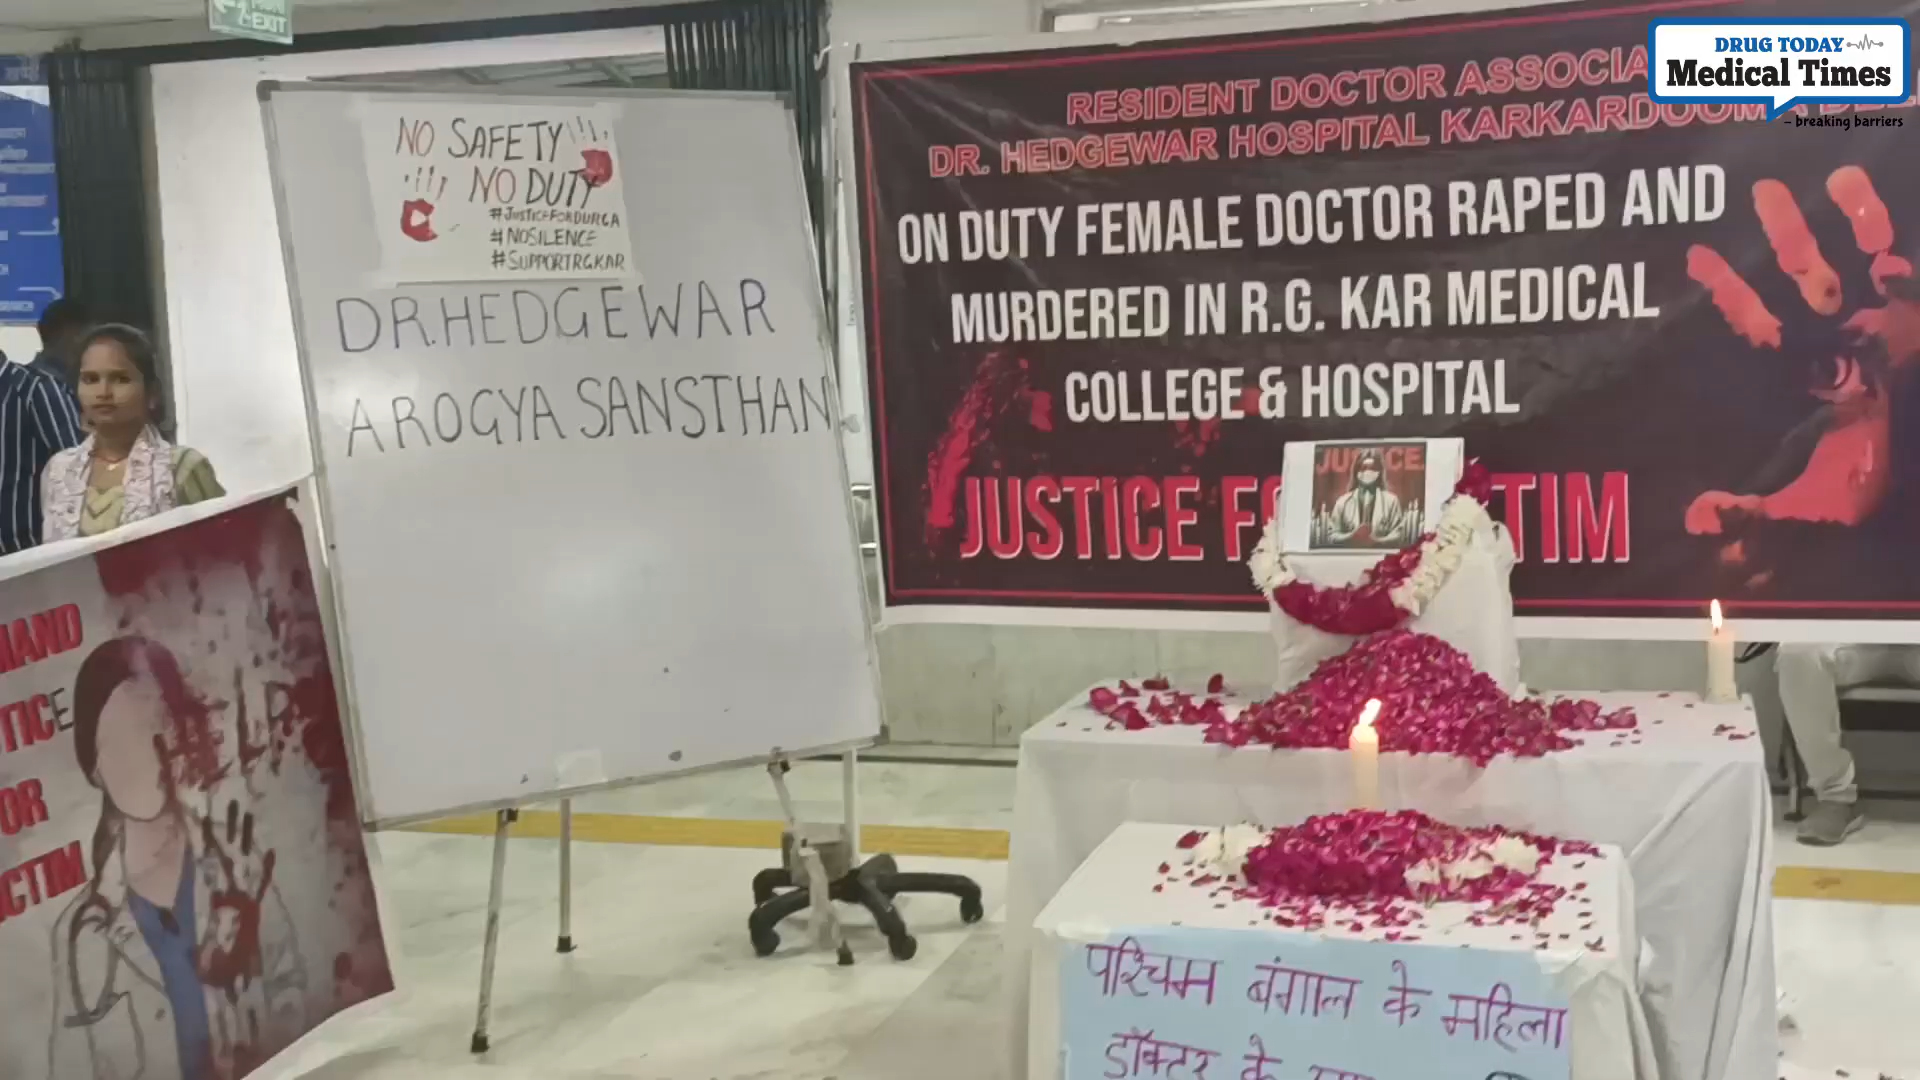 EXIT
DRUG TODAY
Medical Times
- breaking barriers
NO SAFETY
NO DUTY
#JUSTICEFORDURGA
#NOSILENCE
#SUPPORTRGKAR
DR.HEDGEWAR
AROGYA SANSTHAN
RESIDENT DOCTOR ASSOCIA
DR. HEDGEWAR HOSPITAL KARKARDOOMA
ON DUTY FEMALE DOCTOR RAPED AND
MURDERED IN R.G. KAR MEDICAL
COLLEGE & HOSPITAL
JUSTICE F TIM
JUSTICE
MAND
TICE
OR
ICTIM
HELP
पश्चिम बंगाल के महिला
डॉक्टर के